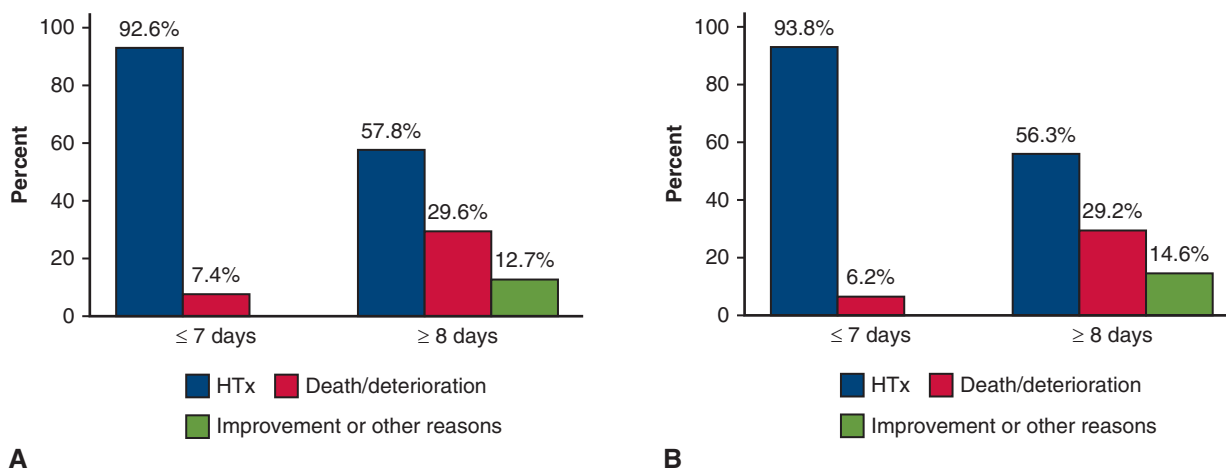 100
80
60
40
20
0
Percent
92.6%
7.4%
57.8%
29.6%
12.7%
≤ 7 days
≥ 8 days
HTx
Death/deterioration
Improvement or other reasons
A
100
80
60
40
20
0
Percent
93.8%
6.2%
56.3%
29.2%
14.6%
≤ 7 days
≥ 8 days
HTx
Death/deterioration
Improvement or other reasons
B